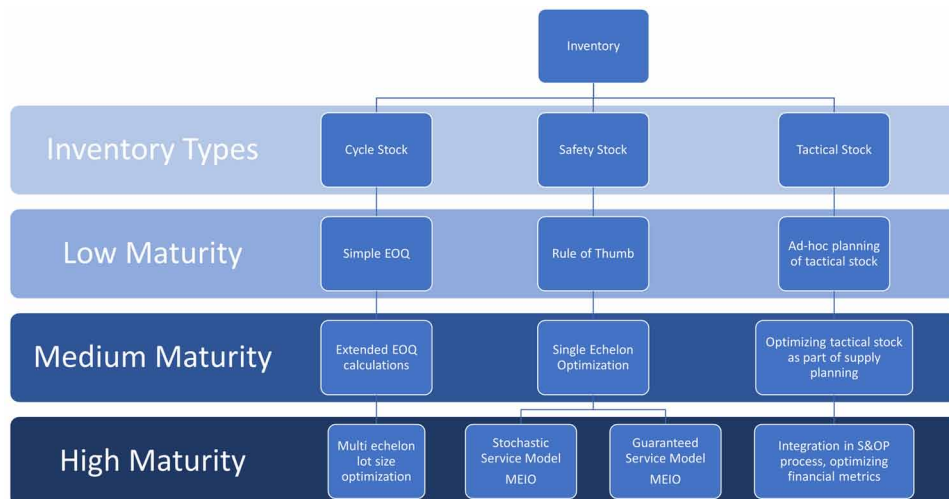 Inventory
Inventory Types
Cycle Stock
Safety Stock
Tactical Stock
Low Maturity
Simple EOQ
Rule of Thumb
Ad-hoc planning
of tactical stock
Medium Maturity
Extended EOQ
calculations
Single Echelon
Optimization
Optimizing tactical stock
as part of supply
planning
High Maturity
Multi echelon
lot size
optimization
Stochastic
Service Model
MEIO
Guaranteed
Service Model
MEIO
Integration in S&OP
process, optimizing
financial metrics